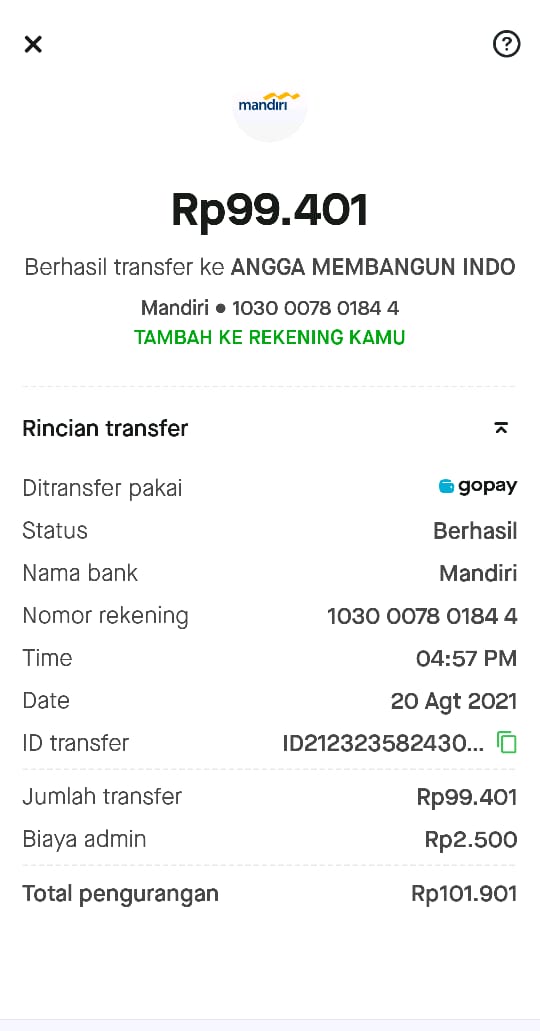 mandiri
Rp99.401
Berhasil transfer ke ANGGA MEMBANGUN INDO
Mandiri ● 1030 0078 0184 4
TAMBAH KE REKENING KAMU
Rincian transfer
Ditransfer pakai gopay
Status Berhasil
Nama bank Mandiri
Nomor rekening 1030 0078 0184 4
Time 04:57 PM
Date 20 Agt 2021
ID transfer ID212323582430...
Jumlah transfer Rp99.401
Biaya admin Rp2.500
Total pengurangan Rp101.901